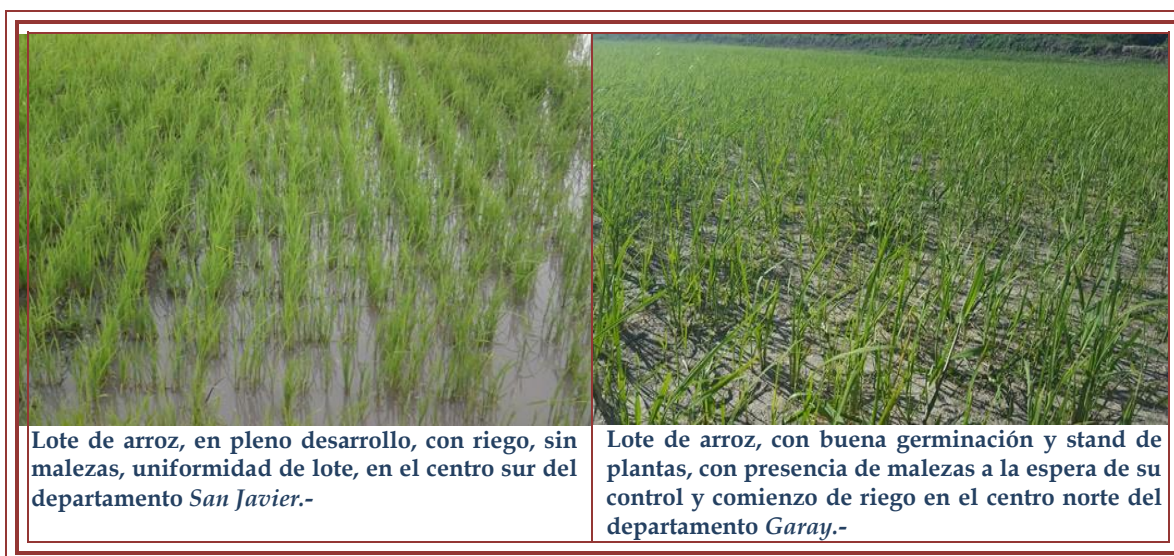 Lote de arroz, en pleno desarrollo, con riego, sin
malezas, uniformidad de lote, en el centro sur del
departamento San Javier.-
Lote de arroz, con buena germinación y stand de
plantas, con presencia de malezas a la espera de su
control y comienzo de riego en el centro norte del
departamento Garay.-